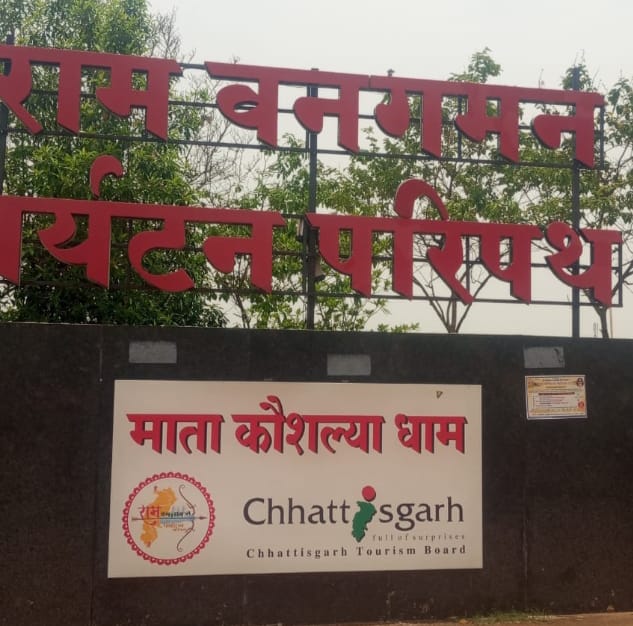 राम वनगमन
पर्यटन परिपथ
माता कौशल्या धाम
राम
Chhattisgarh
full of surprises
Chhattisgarh Tourism Board